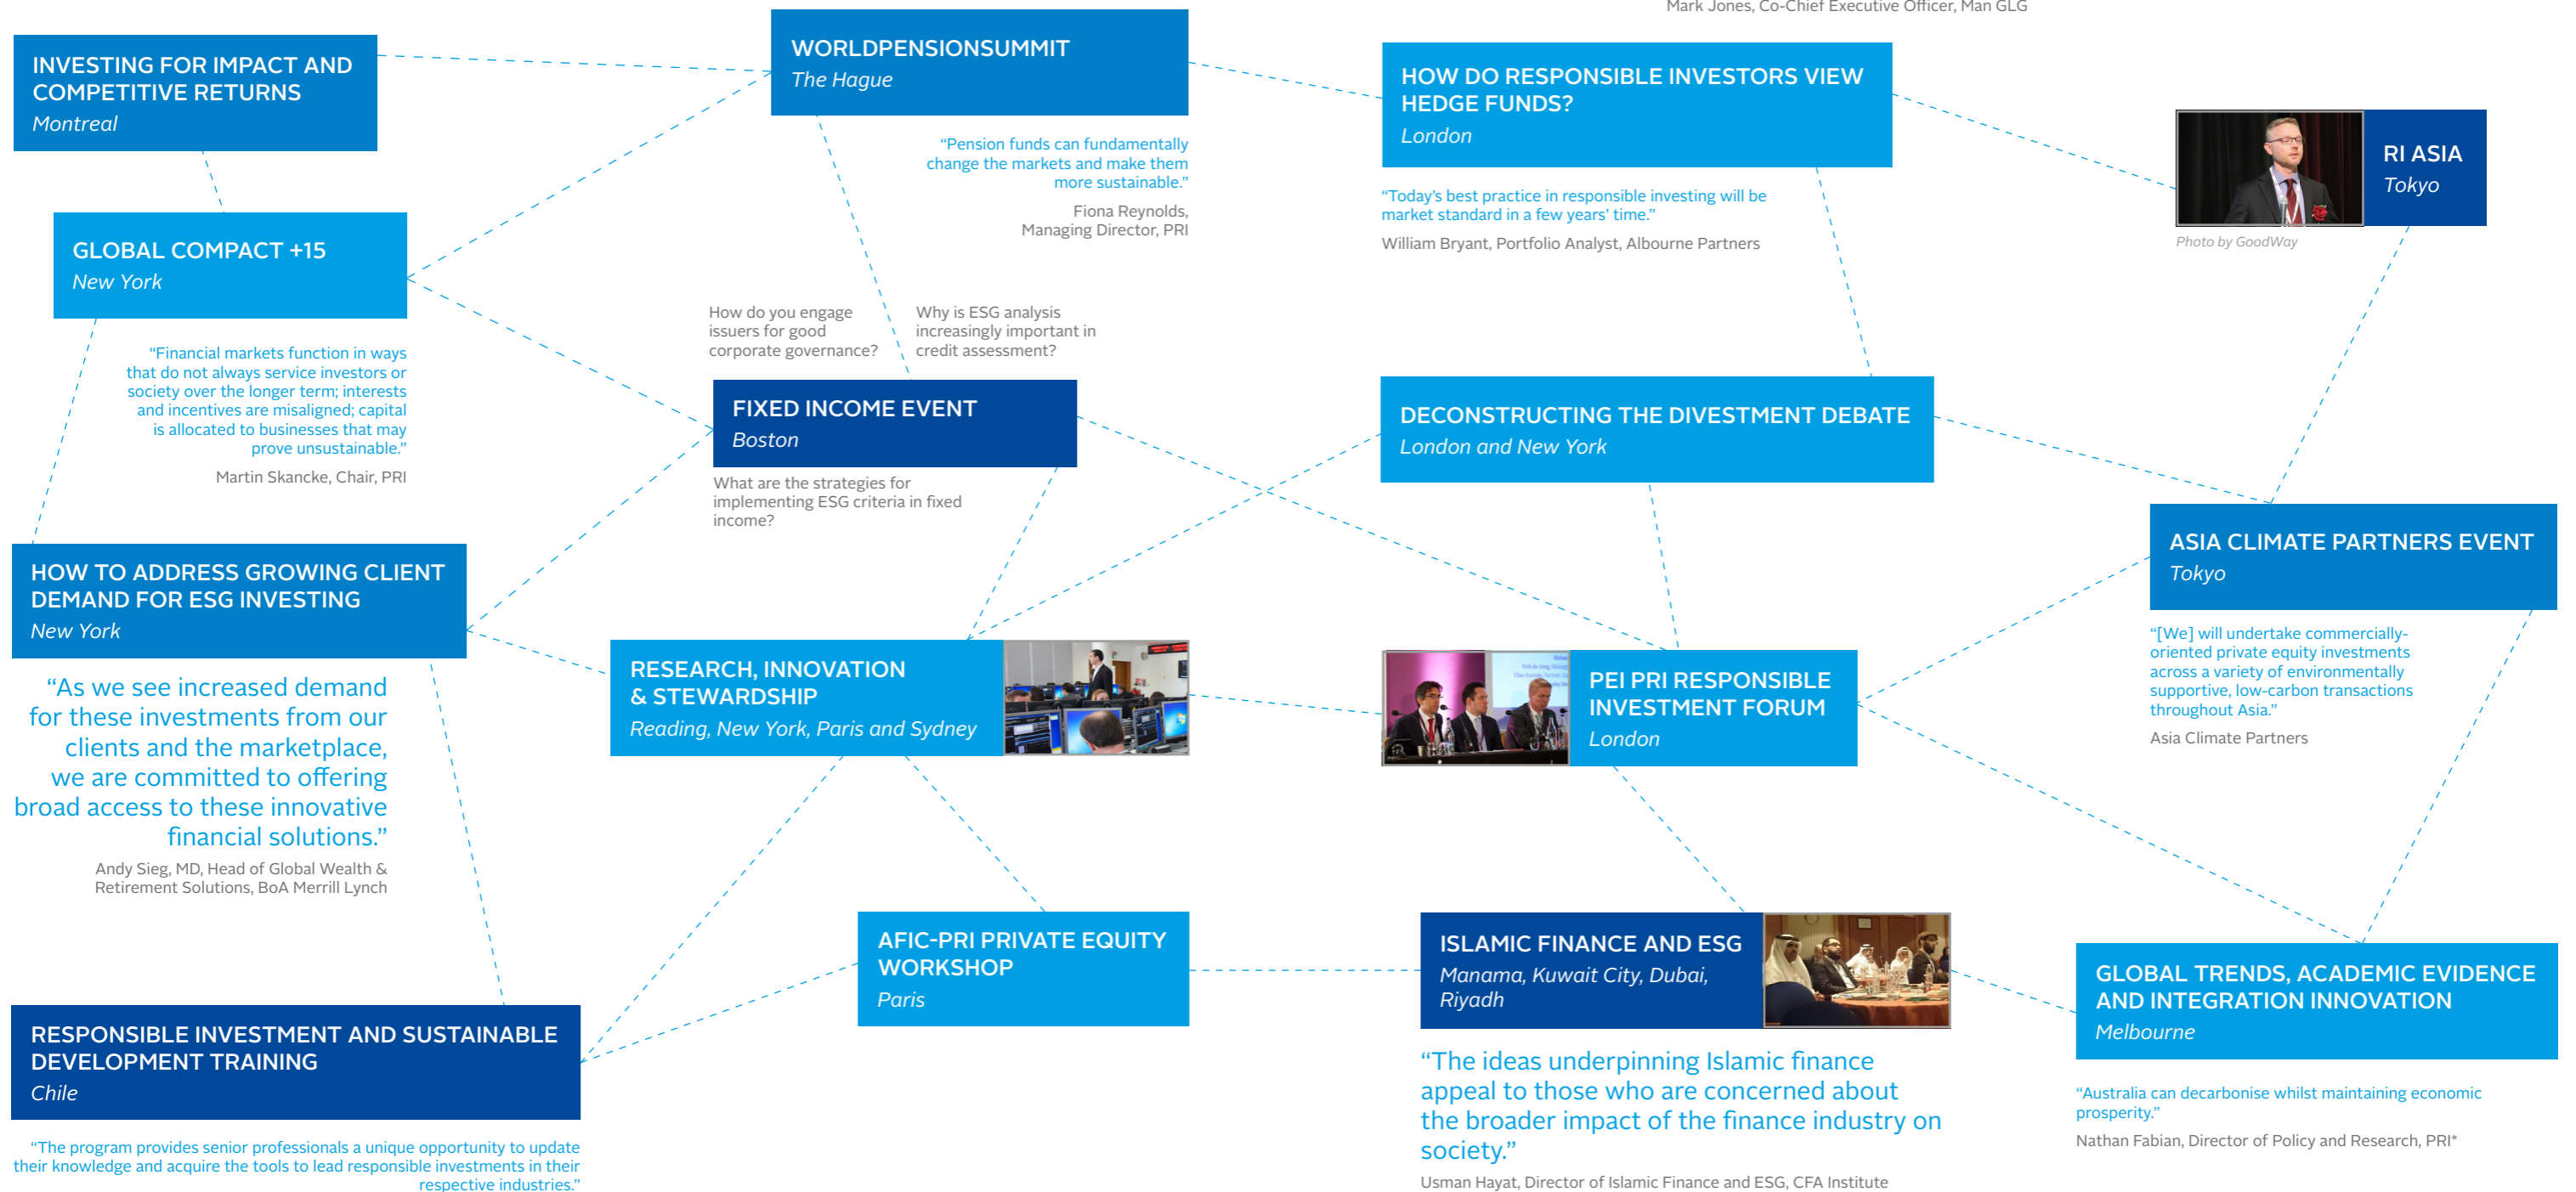 Mark Jones, Co-Chief Executive Officer, Man GLG
INVESTING FOR IMPACT AND
COMPETITIVE RETURNS
Montreal
WORLDPENSIONSUMMIT
The Hague
“Pension funds can fundamentally
change the markets and make them
more sustainable.”
Fiona Reynolds,
Managing Director, PRI
HOW DO RESPONSIBLE INVESTORS VIEW
HEDGE FUNDS?
London
“Today’s best practice in responsible investing will be
market standard in a few years’ time.”
William Bryant, Portfolio Analyst, Albourne Partners
RI ASIA
Tokyo
Photo by GoodWay
GLOBAL COMPACT +15
New York
“Financial markets function in ways
that do not always service investors or
society over the longer term; interests
and incentives are misaligned; capital
is allocated to businesses that may
prove unsustainable.”
Martin Skancke, Chair, PRI
How do you engage
issuers for good
corporate governance?
Why is ESG analysis
increasingly important in
credit assessment?
FIXED INCOME EVENT
Boston
What are the strategies for
implementing ESG criteria in fixed
income?
DECONSTRUCTING THE DIVESTMENT DEBATE
London and New York
ASIA CLIMATE PARTNERS EVENT
Tokyo
“[We] will undertake commercially-
oriented private equity investments
across a variety of environmentally
supportive, low-carbon transactions
throughout Asia.”
Asia Climate Partners
HOW TO ADDRESS GROWING CLIENT
DEMAND FOR ESG INVESTING
New York
“As we see increased demand
for these investments from our
clients and the marketplace,
we are committed to offering
broad access to these innovative
financial solutions.”
Andy Sieg, MD, Head of Global Wealth &
Retirement Solutions, BoA Merrill Lynch
RESEARCH, INNOVATION
& STEWARDSHIP
Reading, New York, Paris and Sydney
PEI PRI RESPONSIBLE
INVESTMENT FORUM
London
AFIC-PRI PRIVATE EQUITY
WORKSHOP
Paris
ISLAMIC FINANCE AND ESG
Manama, Kuwait City, Dubai,
Riyadh
“The ideas underpinning Islamic finance
appeal to those who are concerned about
the broader impact of the finance industry on
society.”
Usman Hayat, Director of Islamic Finance and ESG, CFA Institute
GLOBAL TRENDS, ACADEMIC EVIDENCE
AND INTEGRATION INNOVATION
Melbourne
“Australia can decarbonise whilst maintaining economic
prosperity.”
Nathan Fabian, Director of Policy and Research, PRI*
RESPONSIBLE INVESTMENT AND SUSTAINABLE
DEVELOPMENT TRAINING
Chile
“The program provides senior professionals a unique opportunity to update
their knowledge and acquire the tools to lead responsible investments in their
respective industries.”